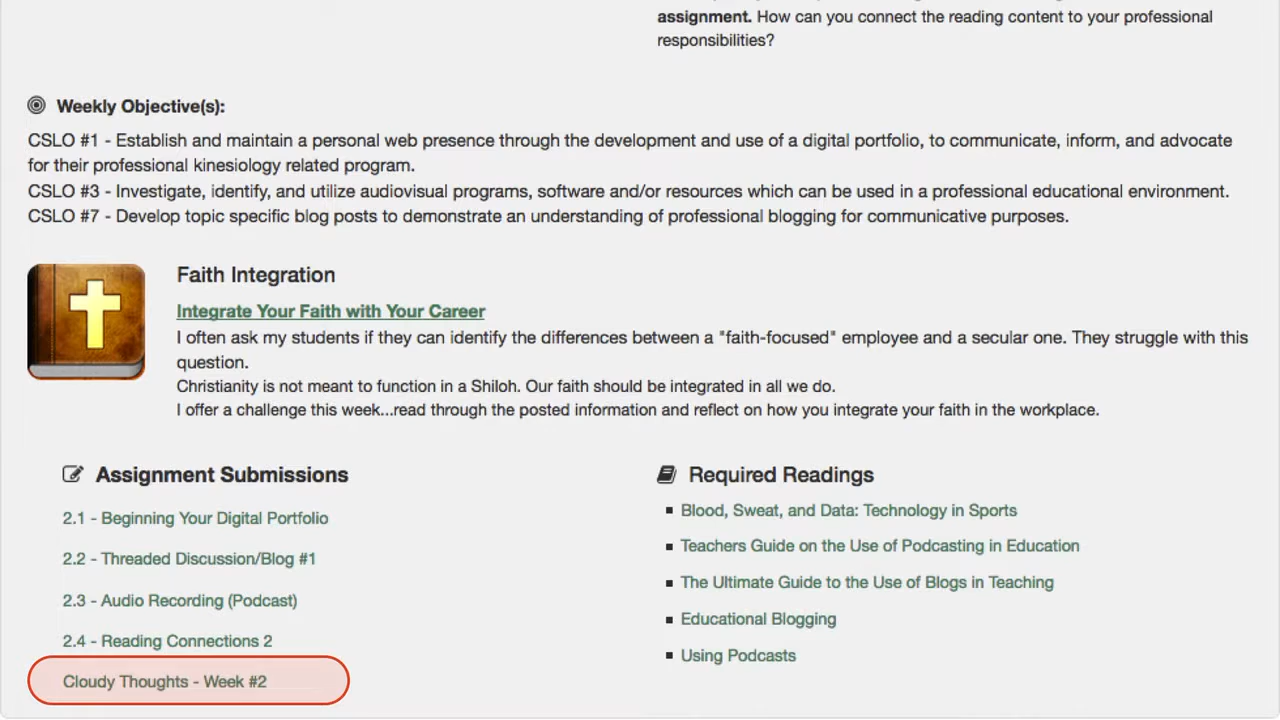 assignment. How can you connect the reading content to your professional
responsibilities?
Weekly Objective(s):
CSLO #1 - Establish and maintain a personal web presence through the development and use of a digital portfolio, to communicate, inform, and advocate
for their professional kinesiology related program.
CSLO #3 - Investigate, identify, and utilize audiovisual programs, software and/or resources which can be used in a professional educational environment.
CSLO #7 - Develop topic specific blog posts to demonstrate an understanding of professional blogging for communicative purposes.
Faith Integration
Integrate Your Faith with Your Career
I often ask my students if they can identify the differences between a "faith-focused" employee and a secular one. They struggle with this
question.
Christianity is not meant to function in a Shiloh. Our faith should be integrated in all we do.
I offer a challenge this week...read through the posted information and reflect on how you integrate your faith in the workplace.
Assignment Submissions
2.1 - Beginning Your Digital Portfolio
2.2 - Threaded Discussion/Blog #1
2.3 - Audio Recording (Podcast)
2.4 - Reading Connections 2
Cloudy Thoughts - Week #2
Required Readings
Blood, Sweat, and Data: Technology in Sports
Teachers Guide on the Use of Podcasting in Education
The Ultimate Guide to the Use of Blogs in Teaching
Educational Blogging
Using Podcasts